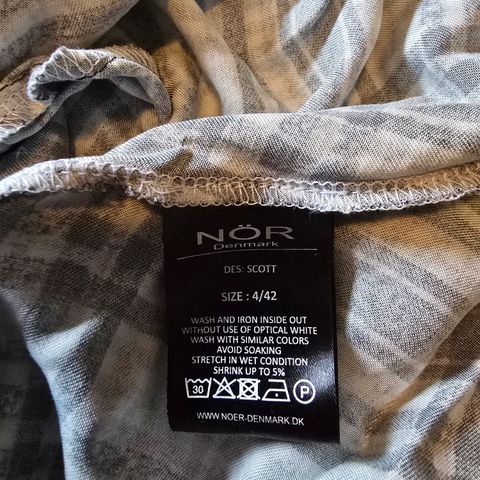 NÖR
Denmark
DES: SCOTT
SIZE : 4/42
WASH AND IRON INSIDE OUT
WITHOUT USE OF OPTICAL WHITE
WASH WITH SIMILAR COLORS
AVOID SOAKING
STRETCH IN WET CONDITION
SHRINK UP TO 5%
30 P
WWW.NOER-DENMARK.DK